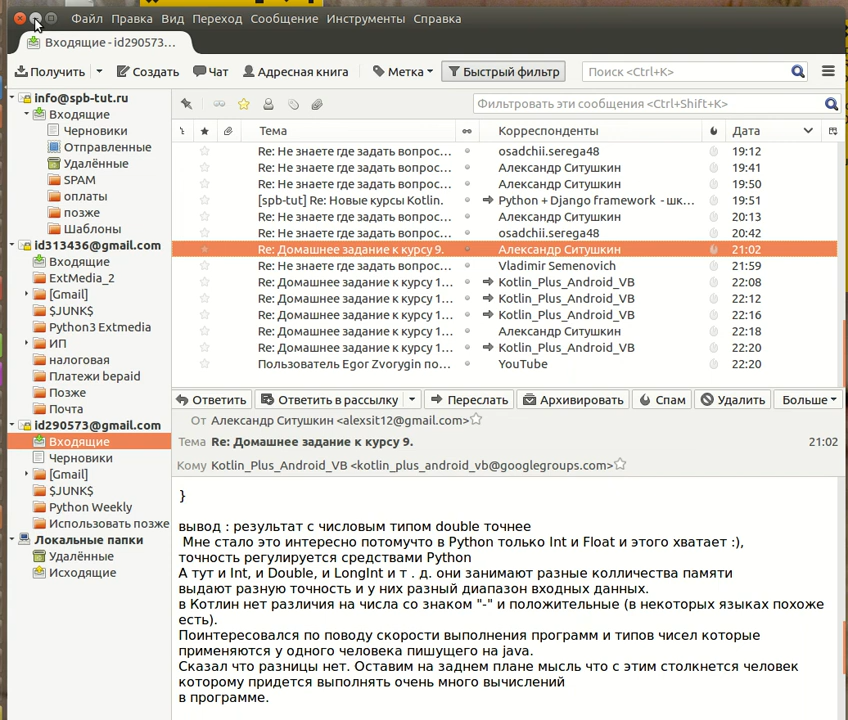 Файл Правка Вид Переход Сообщение Инструменты Справка
Входящие - id290573…
Получить Создать Чат Адресная книга Метка Быстрый фильтр Поиск <Ctrl+K>
Фильтровать эти сообщения <Ctrl+Shift+K>
info@spb-tut.ru
Входящие
Черновики
Отправленные
Удалённые
SPAM
оплаты
позже
Шаблоны
id313436@gmail.com
Входящие
ExtMedia_2
[Gmail]
$JUNK$
Python3 Extmedia
ИП
налоговая
Платежи bepaid
Позже
Почта
id290573@gmail.com
Входящие
Черновики
[Gmail]
$JUNK$
Python Weekly
Использовать позже
Локальные папки
Удалённые
Исходящие
Тема Корреспонденты Дата
Re: Не знаете где задать вопрос… osadchii.serega48 19:12
Re: Не знаете где задать вопрос… Александр Ситушкин 19:41
Re: Не знаете где задать вопрос… Александр Ситушкин 19:50
[spb-tut] Re: Новые курсы Kotlin. Python + Django framework - шк… 19:51
Re: Не знаете где задать вопрос… Александр Ситушкин 20:13
Re: Не знаете где задать вопрос… osadchii.serega48 20:42
Re: Домашнее задание к курсу 9. Александр Ситушкин 21:02
Re: Не знаете где задать вопрос… Vladimir Semenovich 21:59
Re: Домашнее задание к курсу 1… Kotlin_Plus_Android_VB 22:08
Re: Домашнее задание к курсу 1… Kotlin_Plus_Android_VB 22:12
Re: Домашнее задание к курсу 1… Kotlin_Plus_Android_VB 22:16
Re: Домашнее задание к курсу 1… Александр Ситушкин 22:18
Re: Домашнее задание к курсу 1… Kotlin_Plus_Android_VB 22:20
Пользователь Egor Zvorygin по… YouTube 22:20
Ответить Ответить в рассылку Переслать Архивировать Спам Удалить Больше
От Александр Ситушкин <alexsit12@gmail.com>
Тема Re: Домашнее задание к курсу 9. 21:02
Кому Kotlin_Plus_Android_VB <kotlin_plus_android_vb@googlegroups.com>
}
вывод : результат с числовым типом double точнее
Мне стало это интересно потомучто в Python только Int и Float и этого хватает :),
точность регулируется средствами Python
А тут и Int, и Double, и LongInt и т . д. они занимают разные колличества памяти
выдают разную точность и у них разный диапазон входных данных.
в Котлин нет различия на числа со знаком "-" и положительные (в некоторых языках похоже
есть).
Поинтересовался по поводу скорости выполнения программ и типов чисел которые
применяются у одного человека пишущего на java.
Сказал что разницы нет. Оставим на заднем плане мысль что с этим столкнется человек
которому придется выполнять очень много вычислений
в программе.